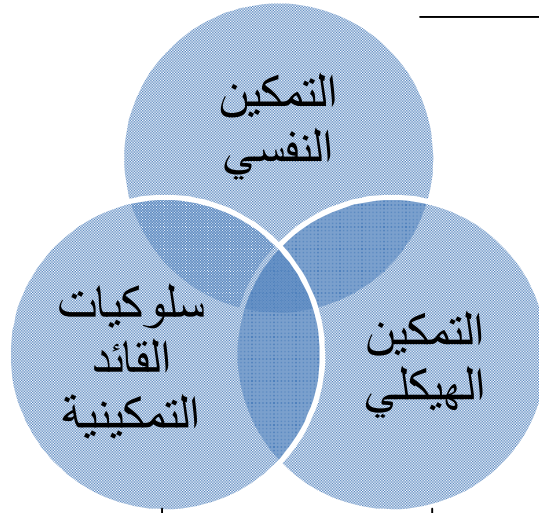 التمكين
النفسي
سلوكيات
القائد
التمكينية
التمكين
الهيكلي